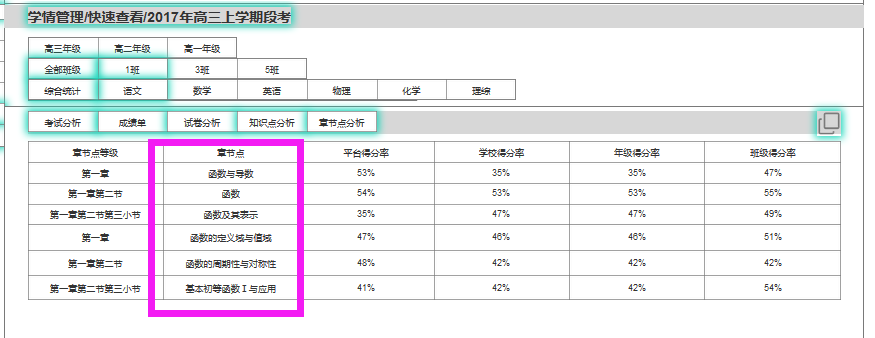 学情管理/快速查看/2017年高三上学期段考
高三年级 高二年级 高一年级
全部班级 1班 3班 5班
综合统计 语文 数学 英语 物理 化学 理综
考试分析 成绩单 试卷分析 知识点分析 章节点分析
章节点等级 章节点 平台得分率 学校得分率 年级得分率 班级得分率
第一章 函数与导数 53% 35% 35% 47%
第一章第二节 函数 54% 53% 53% 55%
第一章第二节第三小节 函数及其表示 35% 47% 47% 49%
第一章 函数的定义域与值域 47% 46% 46% 51%
第一章第二节 函数的周期性与对称性 48% 42% 42% 42%
第一章第二节第三小节 基本初等函数Ⅰ与应用 41% 42% 42% 54%